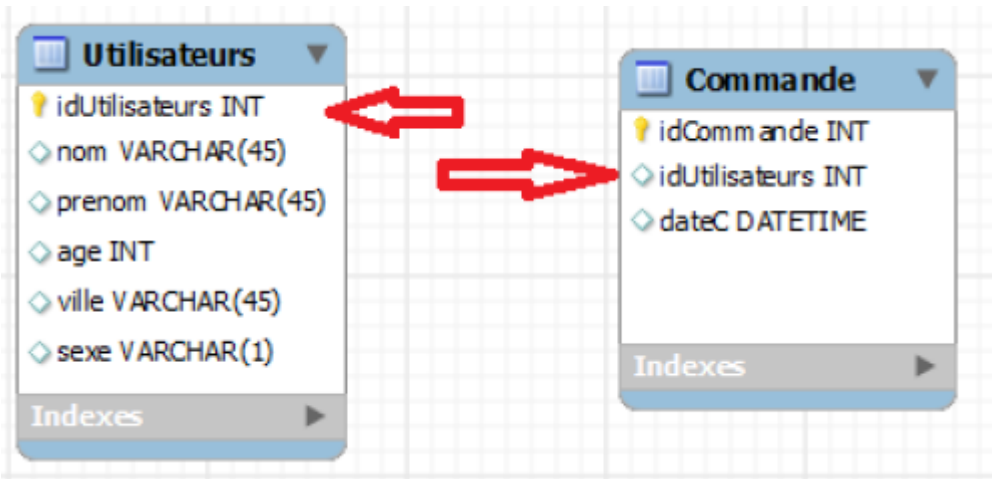 Utilisateurs
idUtilisateurs INT
nom VARCHAR(45)
prenom VARCHAR(45)
age INT
ville VARCHAR(45)
sexe VARCHAR(1)
Indexes
Commande
idCommande INT
idUtilisateurs INT
dateC DATETIME
Indexes